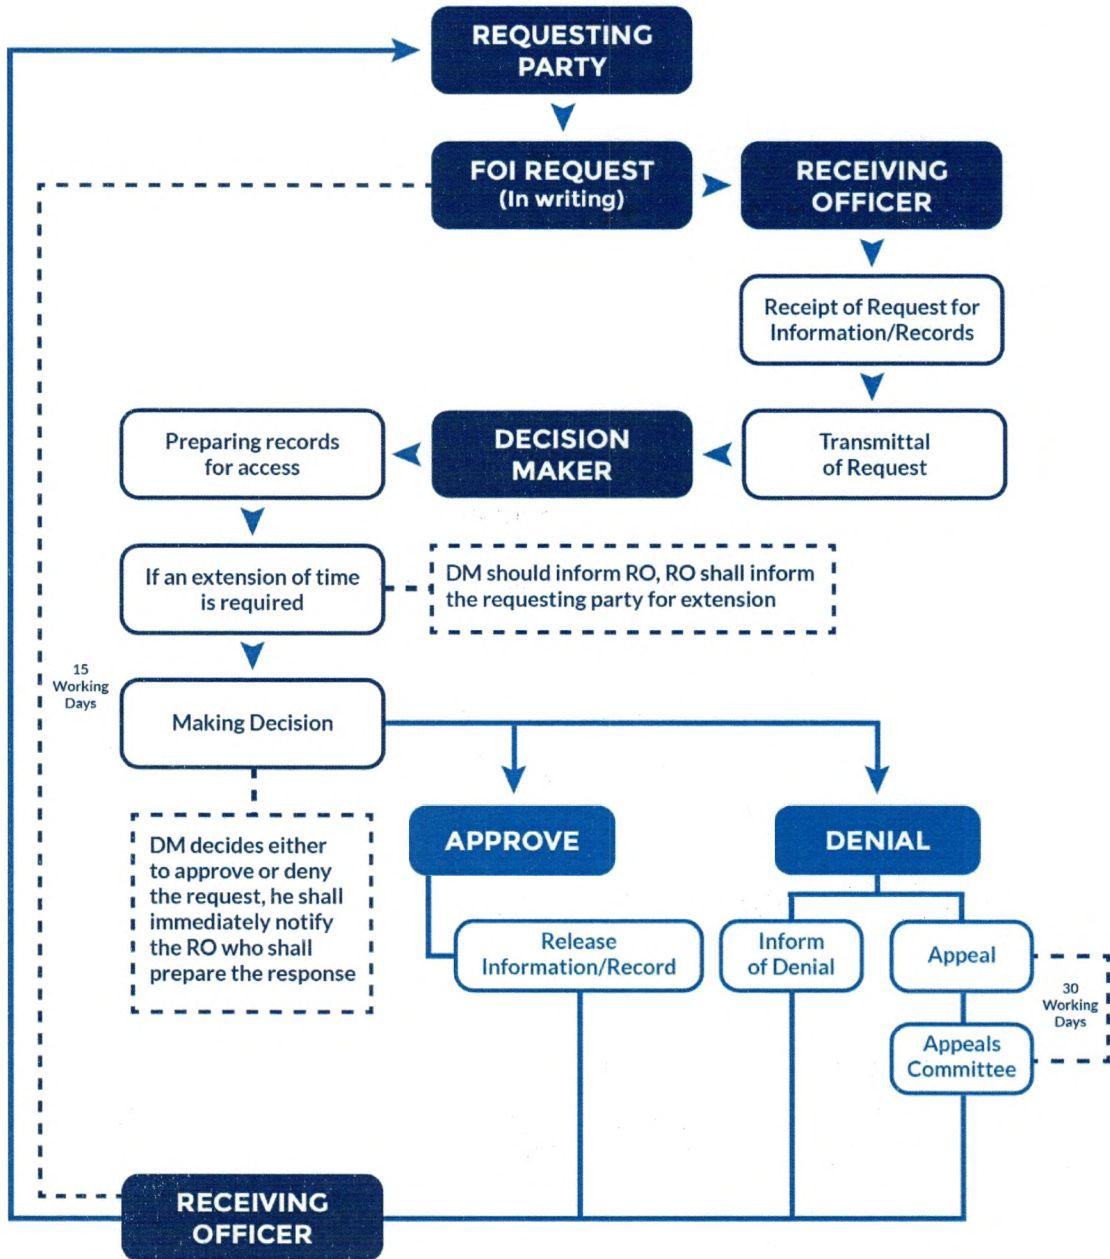 REQUESTING
PARTY
FOI REQUEST
(In writing)
RECEIVING
OFFICER
Receipt of Request for
Information/Records
Transmittal
of Request
DECISION
MAKER
Preparing records
for access
If an extension of time
is required
DM should inform RO, RO shall inform
the requesting party for extension
15
Working
Days
Making Decision
DM decides either
to approve or deny
the request, he shall
immediately notify
the RO who shall
prepare the response
APPROVE
DENIAL
Release
Information/Record
Inform
of Denial
Appeal
30
Working
Days
Appeals
Committee
RECEIVING
OFFICER